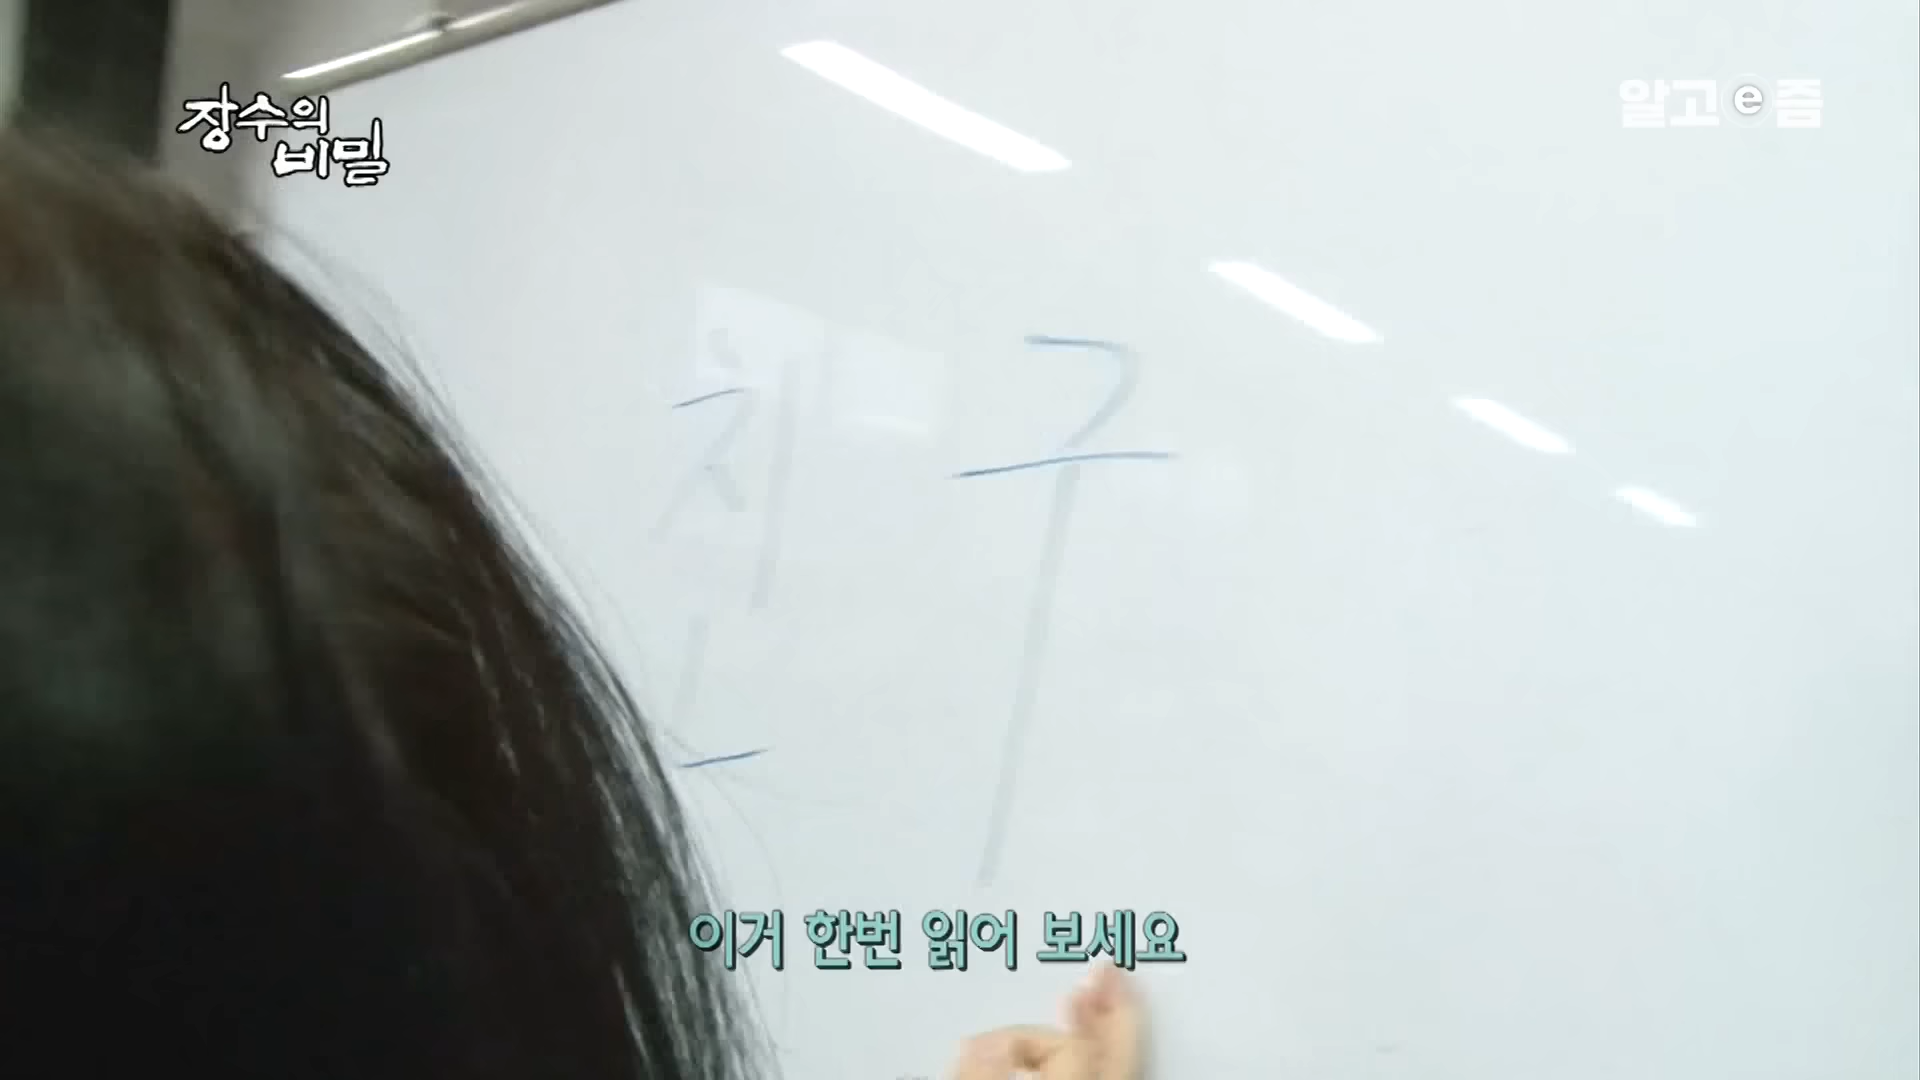 장수의
비밀
알고e즘
친구
이거 한번 읽어 보세요